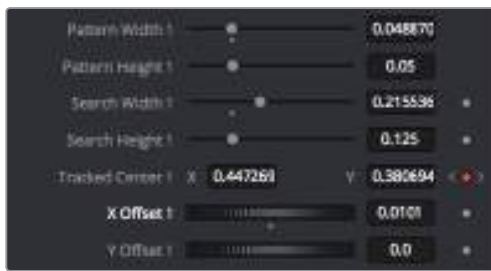 Pattern Width 1 0.048870
Pattern Height 1 0.05
Search Width 1 0.215536
Search Height 1 0.125
Tracked Center 1 X 0.447269 Y 0.380694
X Offset 1 0.0101
Y Offset 1 0.0